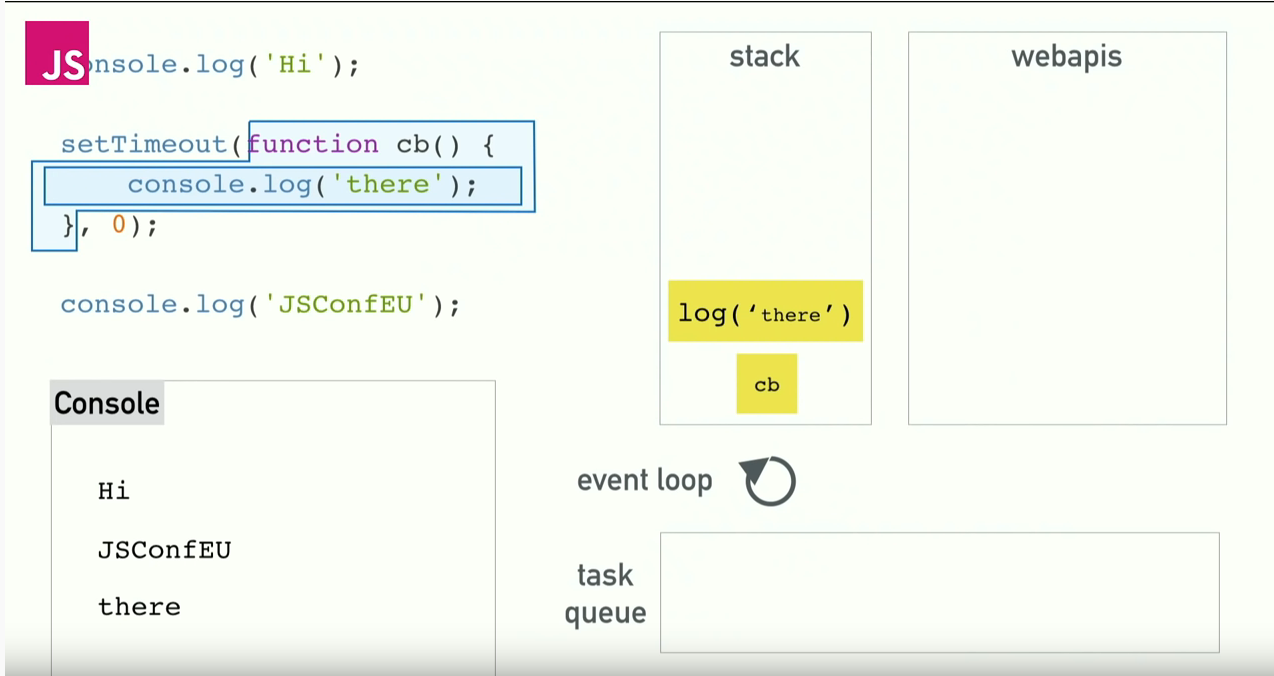 JS
nsole.log('Hi');
setTimeout(function cb() {
console.log('there');
}, 0);
console.log('JSConfEU');
Console
Hi
JSConfEU
there
stack
log(‘there’)
cb
webapis
event loop
task
queue